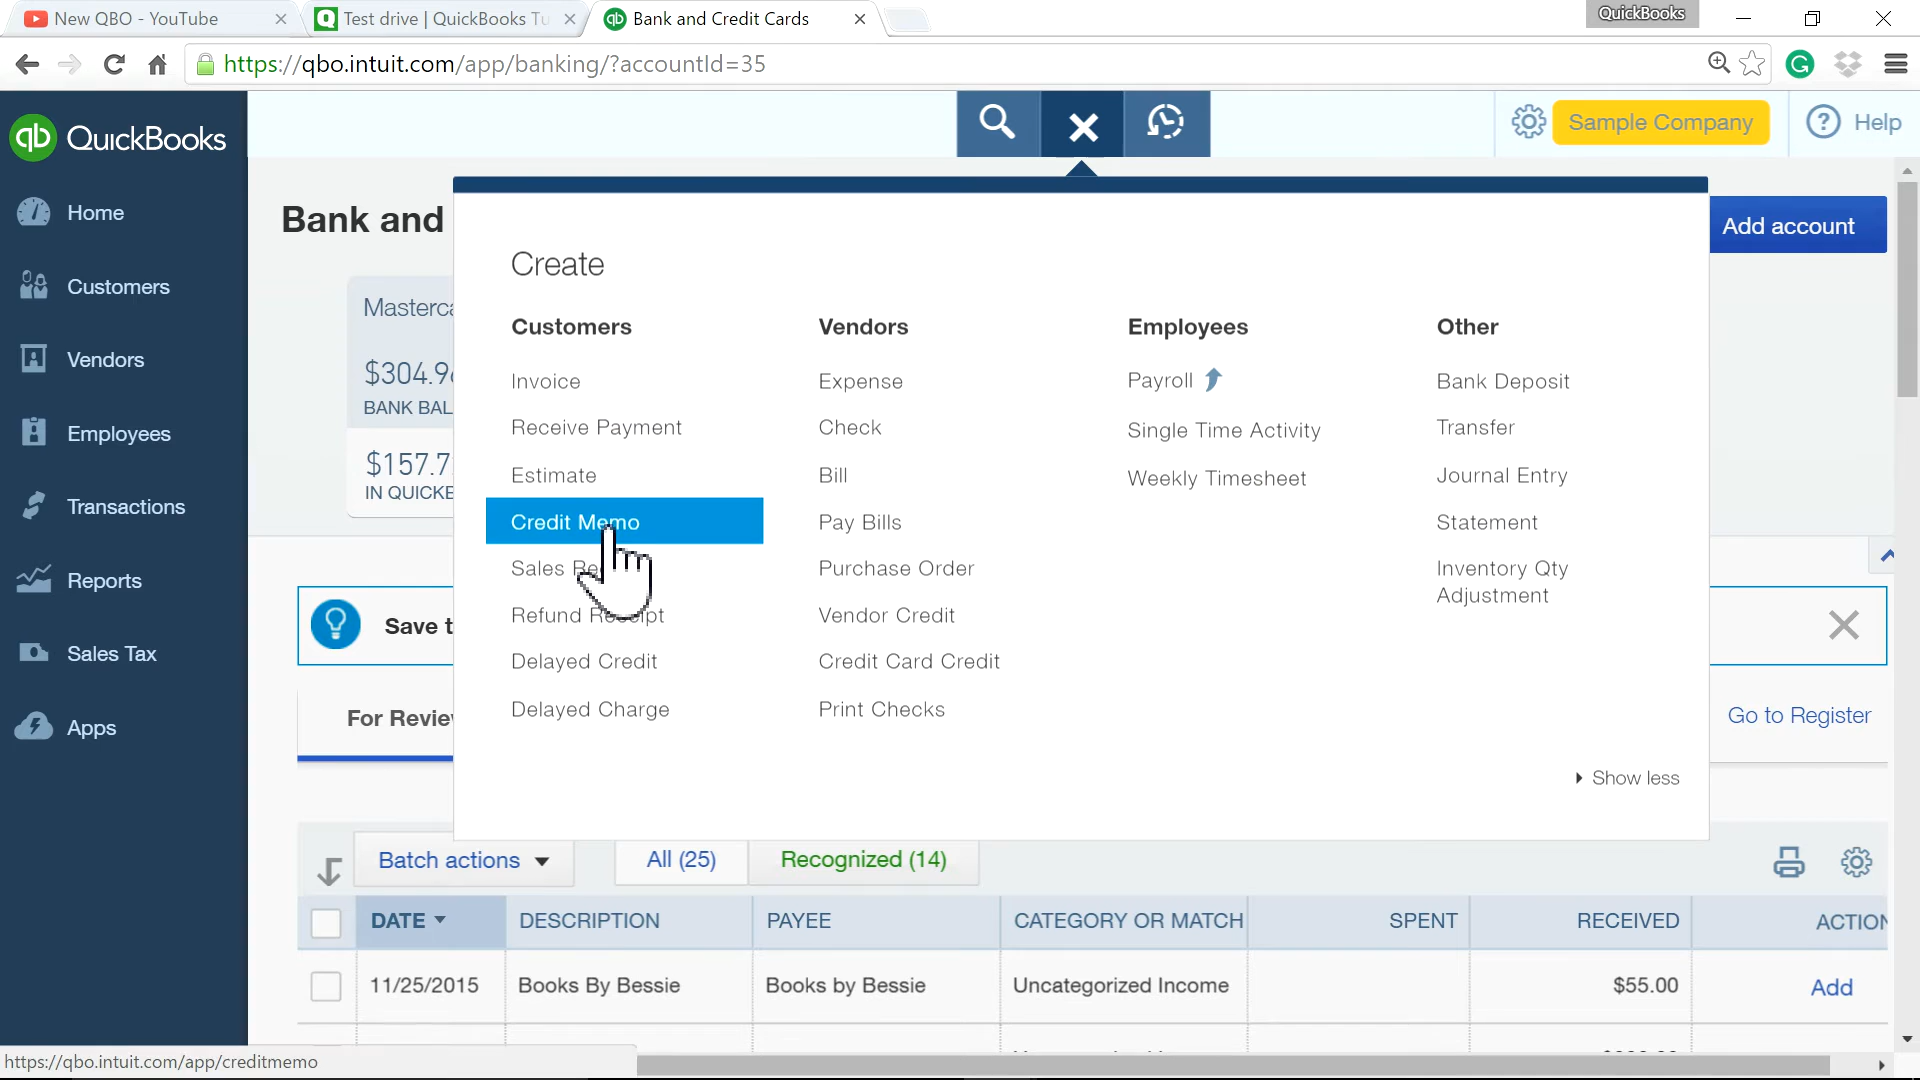 New QBO - YouTube
Test drive | QuickBooks Tu
Bank and Credit Cards
QuickBooks
https://qbo.intuit.com/app/banking/?accountId=35
QuickBooks
Sample Company
Help
Home
Customers
Vendors
Employees
Transactions
Reports
Sales Tax
Apps
Bank and
Add account
Masterca
$304.96
BANK BAL
$157.7
IN QUICKB
Create
Customers
Invoice
Receive Payment
Estimate
Credit Memo
Sales Re
Refund Receipt
Delayed Credit
Delayed Charge
Vendors
Expense
Check
Bill
Pay Bills
Purchase Order
Vendor Credit
Credit Card Credit
Print Checks
Employees
Payroll
Single Time Activity
Weekly Timesheet
Other
Bank Deposit
Transfer
Journal Entry
Statement
Inventory Qty
Adjustment
Show less
Save t
For Review
Go to Register
Batch actions
All (25)
Recognized (14)
DATE DESCRIPTION PAYEE CATEGORY OR MATCH SPENT RECEIVED ACTION
11/25/2015 Books By Bessie Books by Bessie Uncategorized Income $55.00 Add
https://qbo.intuit.com/app/creditmemo